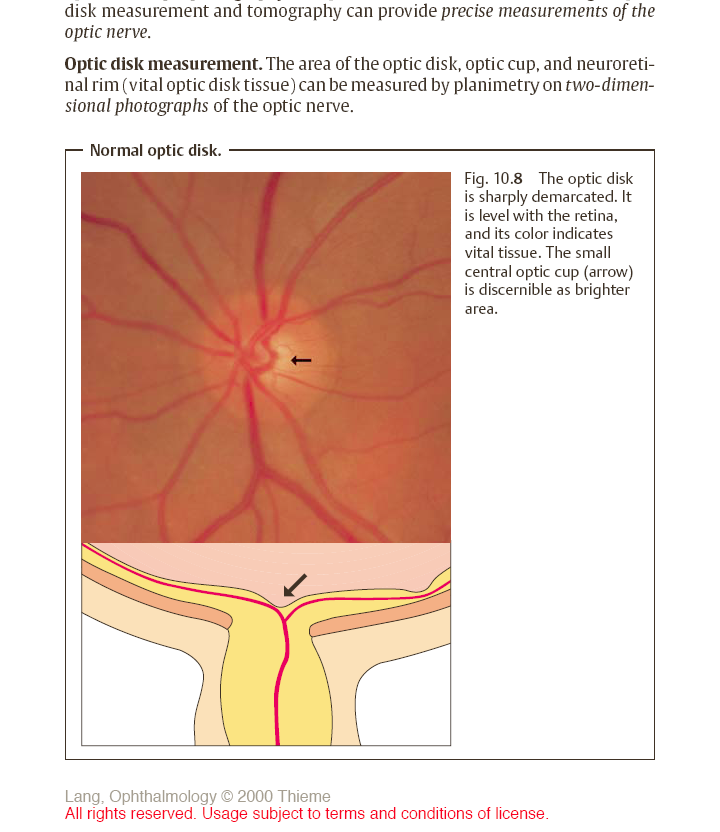 disk measurement and tomography can provide precise measurements of the
optic nerve.
Optic disk measurement. The area of the optic disk, optic cup, and neuroreti-
nal rim (vital optic disk tissue) can be measured by planimetry on two-dimen-
sional photographs of the optic nerve.
Normal optic disk.
Fig. 10.8 The optic disk
is sharply demarcated. It
is level with the retina,
and its color indicates
vital tissue. The small
central optic cup (arrow)
is discernible as brighter
area.
Lang, Ophthalmology © 2000 Thieme
All rights reserved. Usage subject to terms and conditions of license.